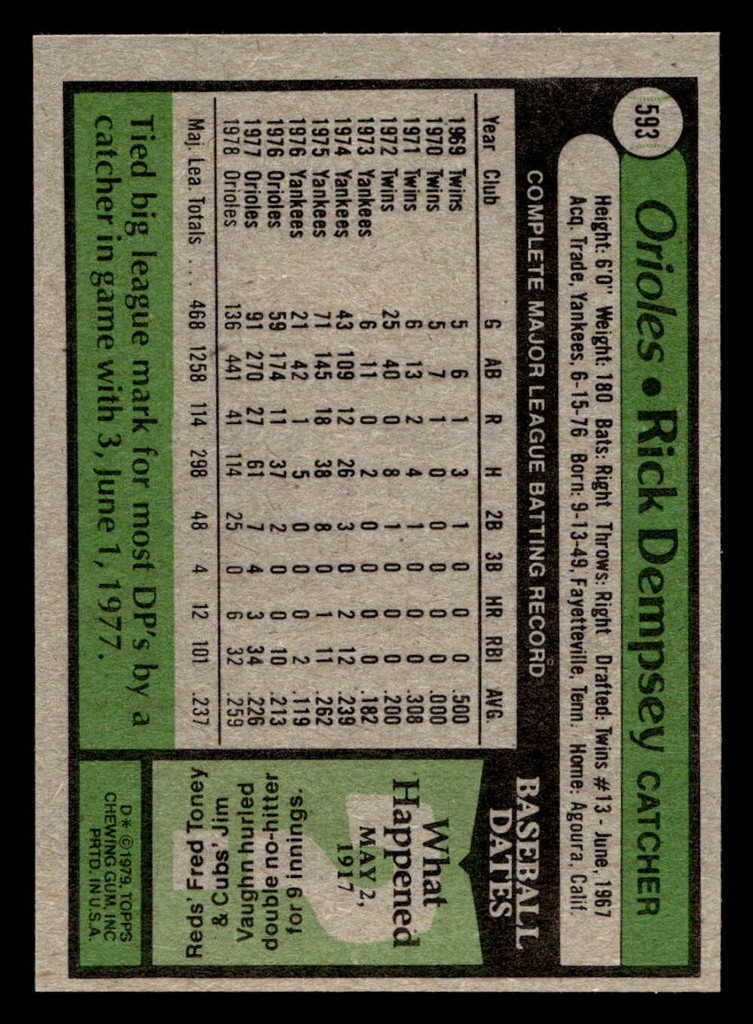 593
Orioles • Rick Dempsey CATCHER
Height: 6'0" Weight: 180 Bats: Right Throws: Right Drafted: Twins #13 - June, 1967
Acq. Trade, Yankees, 6-15-76 Born: 9-13-49, Fayetteville, Tenn. Home: Agoura, Calif.
COMPLETE MAJOR LEAGUE BATTING RECORD©
Year Club G AB R H 2B 3B HR RBI AVG.
1969 Twins 5 6 1 3 1 0 0 0 .500
1970 Twins 5 7 1 0 0 0 0 0 .000
1971 Twins 6 13 2 4 1 0 0 0 .308
1972 Twins 25 40 0 8 1 0 0 0 .200
1973 Yankees 6 11 0 2 0 0 0 0 .182
1974 Yankees 43 109 12 26 3 0 2 12 .239
1975 Yankees 71 145 18 38 8 0 1 11 .262
1976 Yankees 21 42 1 5 0 0 0 2 .119
1976 Orioles 59 174 11 37 2 0 0 10 .213
1977 Orioles 91 270 27 61 7 4 3 34 .226
1978 Orioles 136 441 41 114 25 0 6 32 .259
Maj. Lea. Totals ... 468 1258 114 298 48 4 12 101 .237
Tied big league mark for most DP's by a
catcher in game with 3, June 1, 1977.
BASEBALL
DATES
What
Happened
MAY 2,
1917
Reds' Fred Toney
& Cubs' Jim
Vaughn hurled
double no-hitter
for 9 innings.
D* © 1979, TOPPS
CHEWING GUM, INC
PRTD. IN U.S.A.